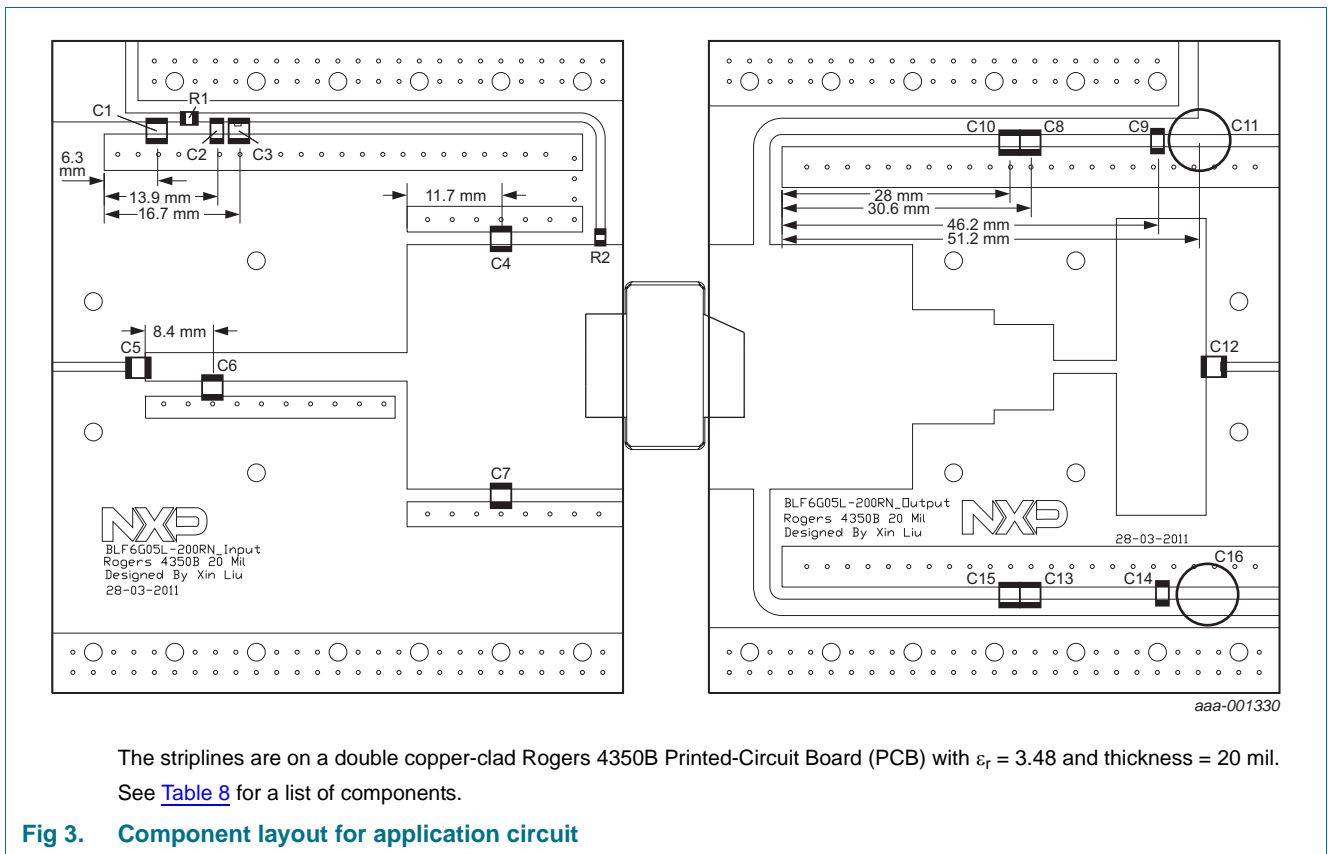 R1
C1
C2
C3
6.3
mm
13.9 mm
16.7 mm
11.7 mm
C4
R2
8.4 mm
C5
C6
C7
NXP
BLF6G05L-200RN_Input
Rogers 4350B 20 Mil
Designed By Xin Liu
28-03-2011
C10
C8
C9
C11
28 mm
30.6 mm
46.2 mm
51.2 mm
C12
BLF6G05L-200RN_Output
Rogers 4350B 20 Mil
Designed By Xin Liu
NXP
28-03-2011
C16
C15
C13
C14
aaa-001330
The striplines are on a double copper-clad Rogers 4350B Printed-Circuit Board (PCB) with εr = 3.48 and thickness = 20 mil.
See Table 8 for a list of components.
Fig 3. Component layout for application circuit